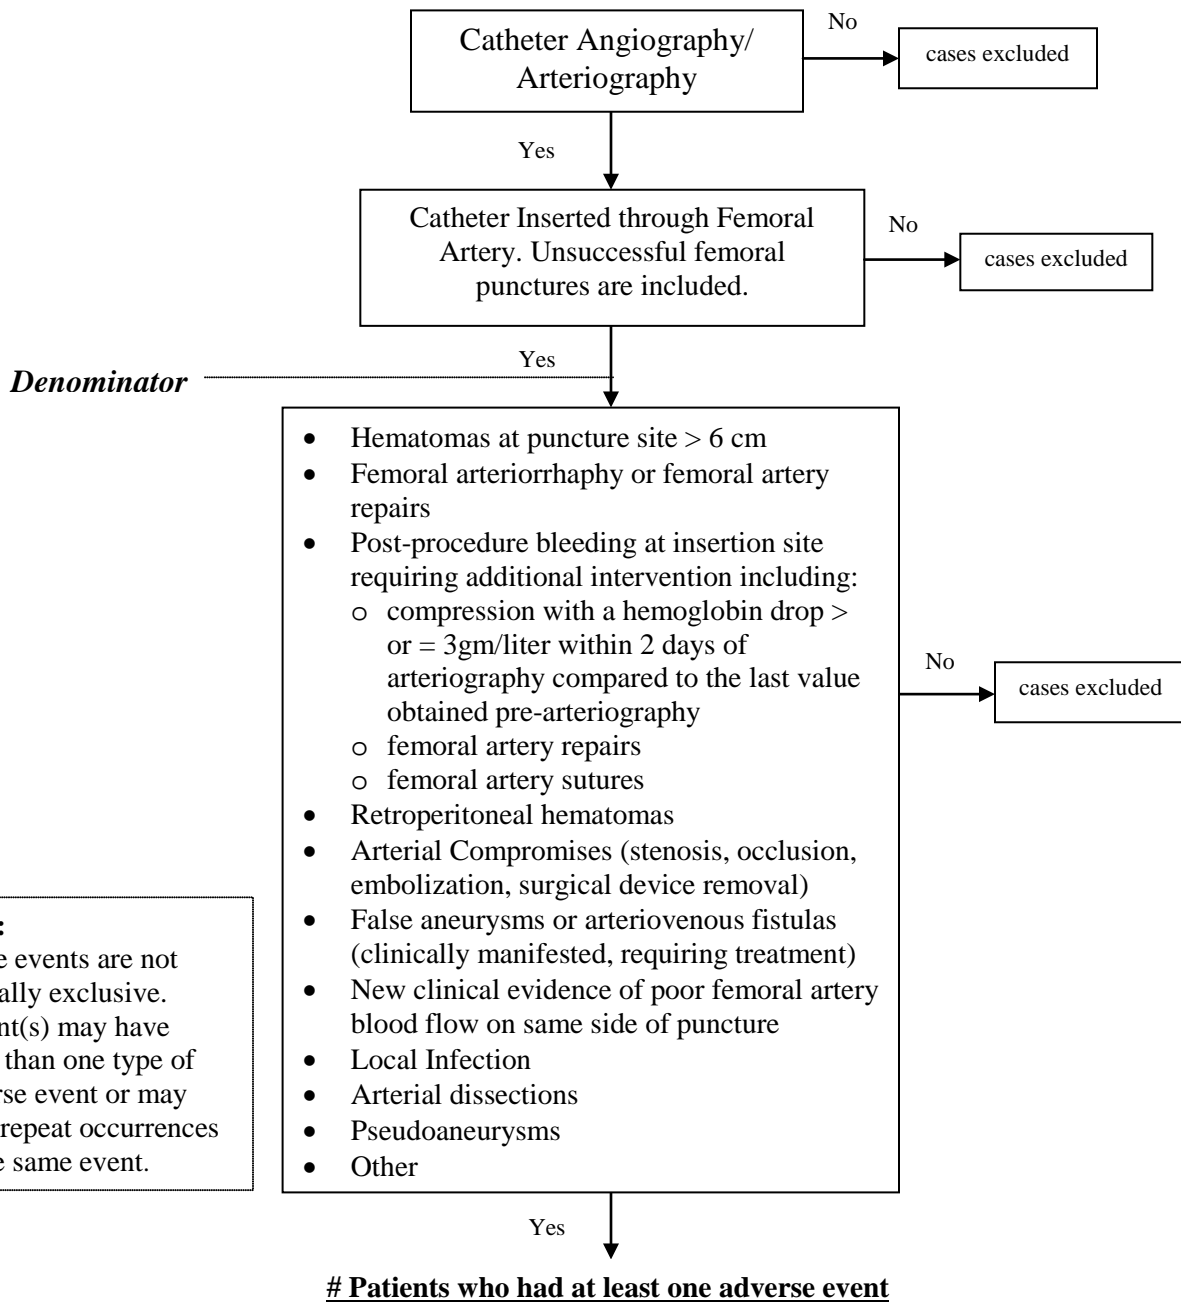 Catheter Angiography/
Arteriography
No
cases excluded
Yes
Catheter Inserted through Femoral
Artery. Unsuccessful femoral
punctures are included.
No
cases excluded
Yes
Denominator
• Hematomas at puncture site > 6 cm
• Femoral arteriorrhaphy or femoral artery
repairs
• Post-procedure bleeding at insertion site
requiring additional intervention including:
o compression with a hemoglobin drop >
or = 3gm/liter within 2 days of
arteriography compared to the last value
obtained pre-arteriography
o femoral artery repairs
o femoral artery sutures
• Retroperitoneal hematomas
• Arterial Compromises (stenosis, occlusion,
embolization, surgical device removal)
• False aneurysms or arteriovenous fistulas
(clinically manifested, requiring treatment)
• New clinical evidence of poor femoral artery
blood flow on same side of puncture
• Local Infection
• Arterial dissections
• Pseudoaneurysms
• Other
No
cases excluded
:
e events are not
ally exclusive.
nt(s) may have
than one type of
rse event or may
repeat occurrences
e same event.
Yes
# Patients who had at least one adverse event